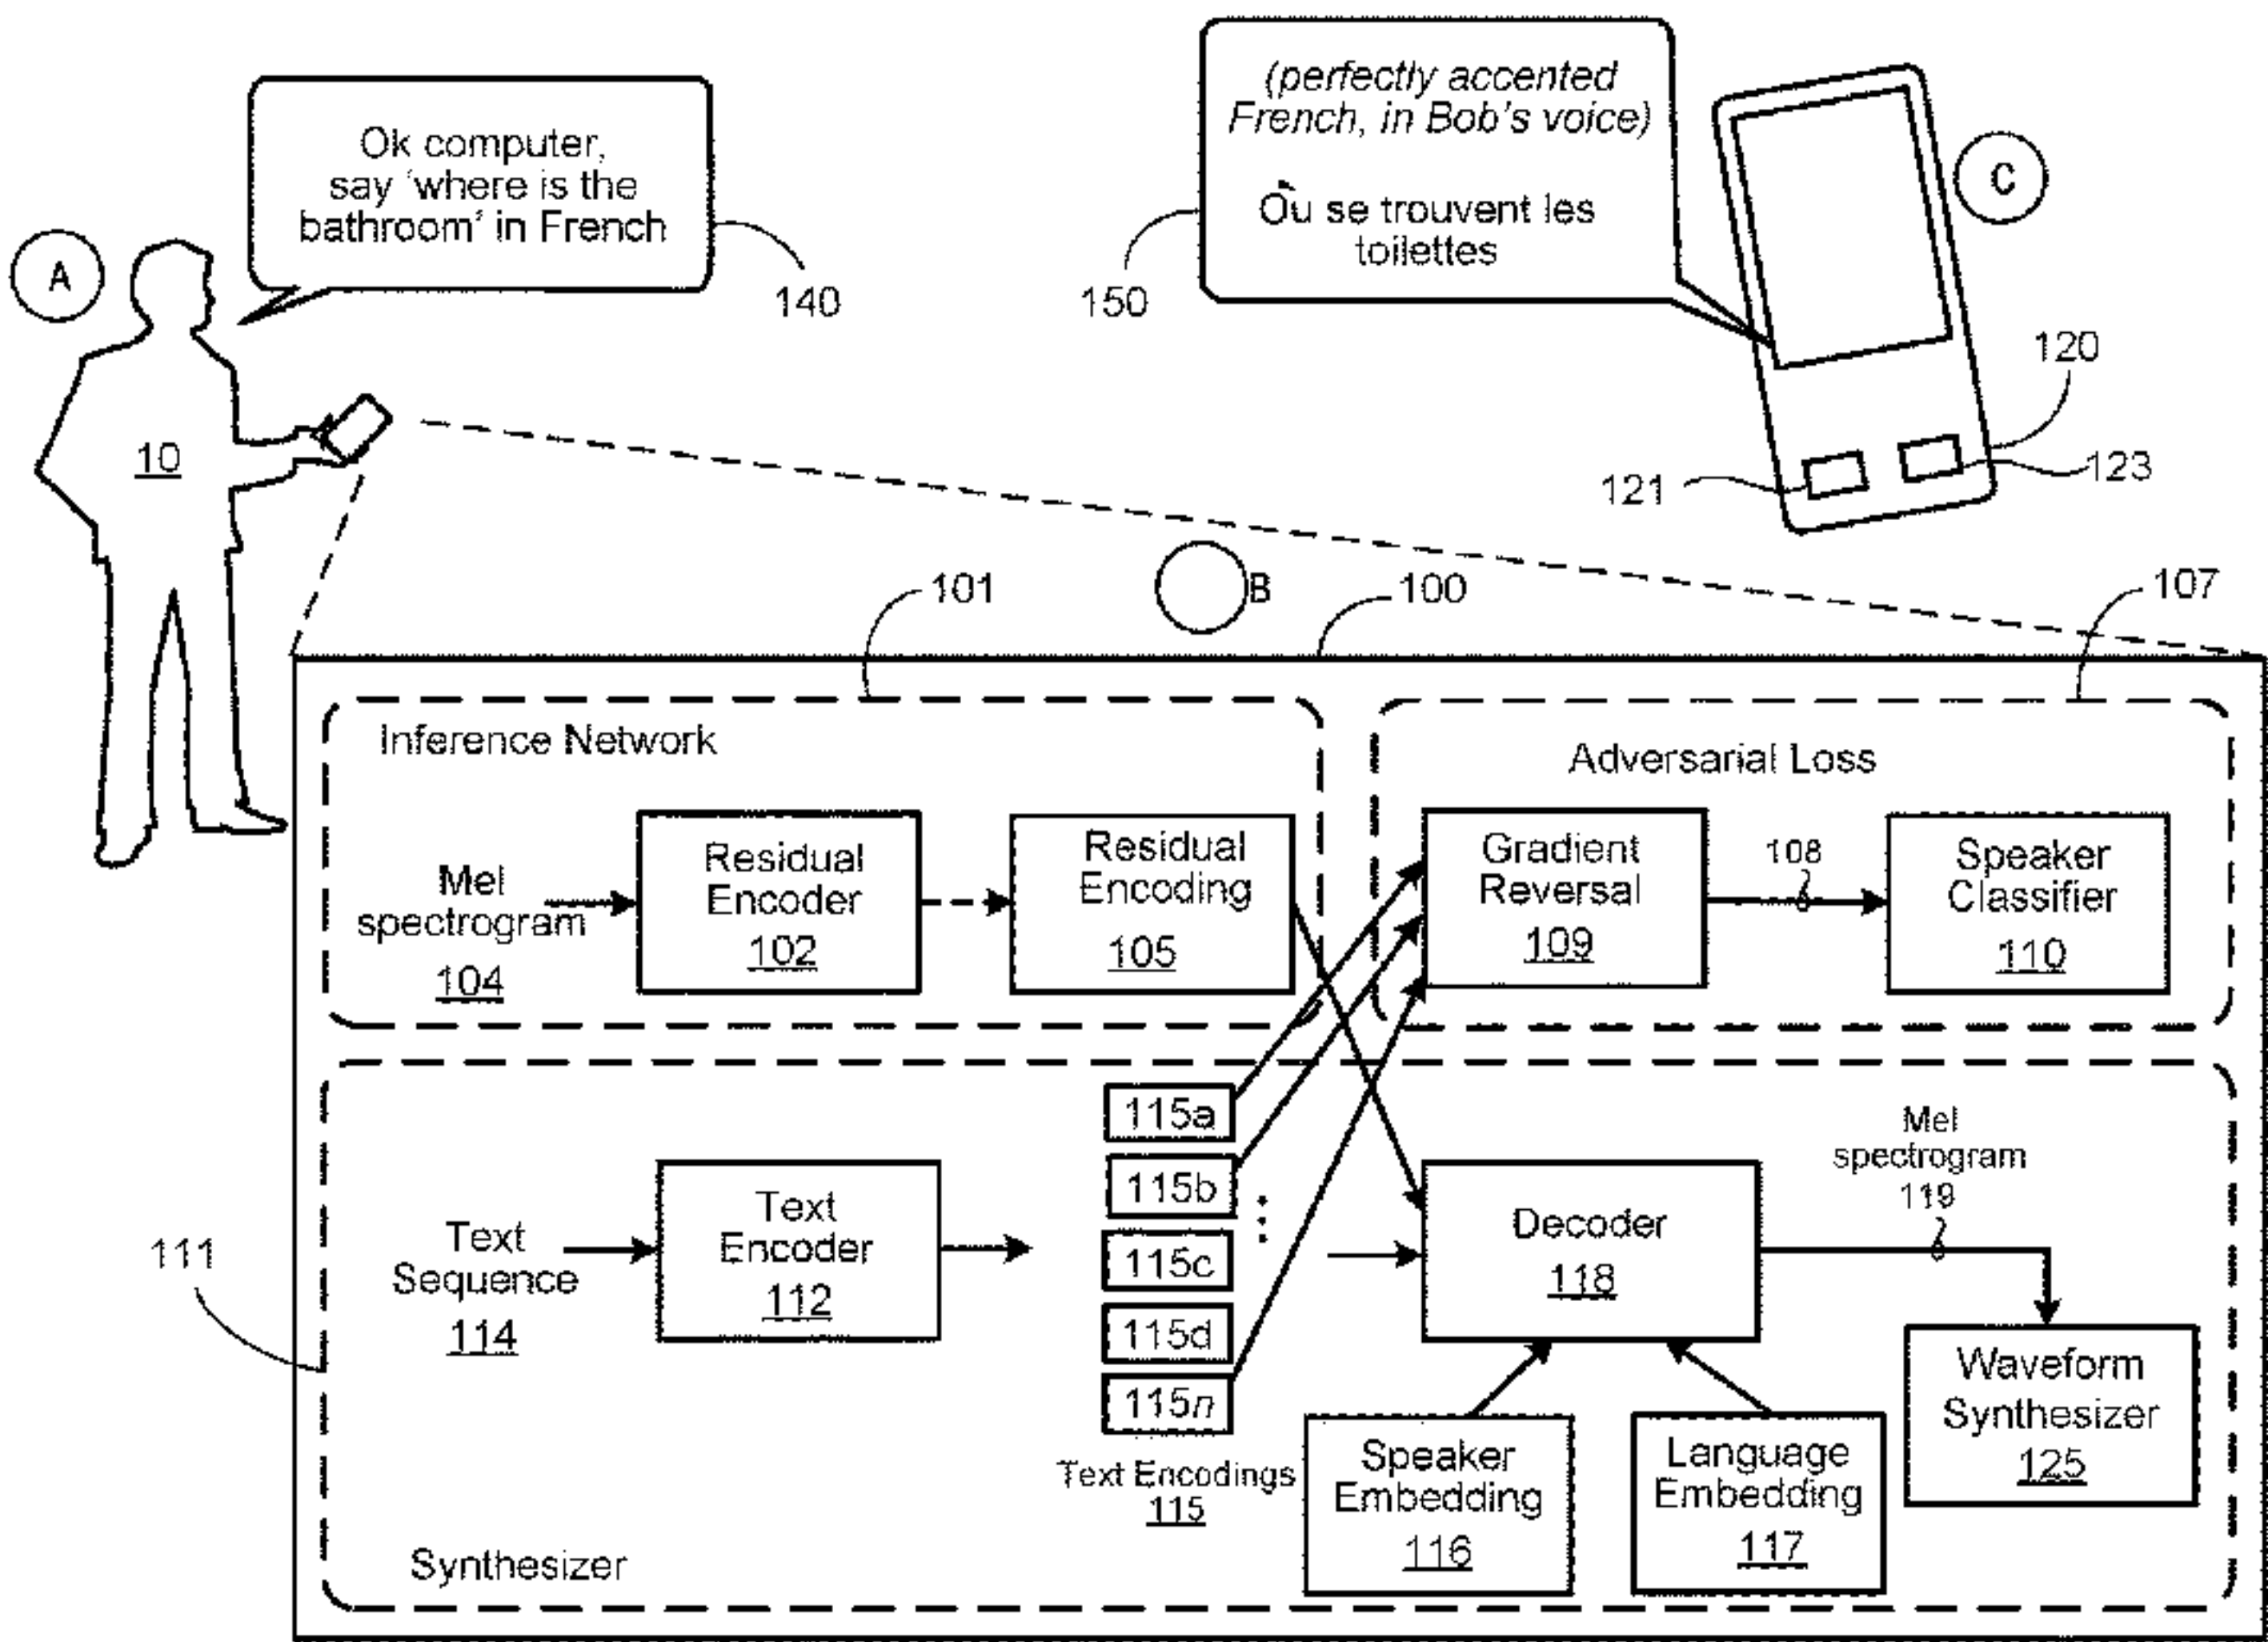 A
Ok computer,
say 'where is the
bathroom' in French
140
10
(perfectly accented
French, in Bob's voice)
Où se trouvent les
toilettes
150
C
120
121
123
B
101
100
107
Inference Network
Mel
spectrogram
104
Residual
Encoder
102
Residual
Encoding
105
Adversarial Loss
Gradient
Reversal
109
108
Speaker
Classifier
110
111
Text
Sequence
114
Text
Encoder
112
115a
115b
115c
115d
115n
Text Encodings
115
Decoder
118
Mel
spectrogram
119
Speaker
Embedding
116
Language
Embedding
117
Waveform
Synthesizer
125
Synthesizer